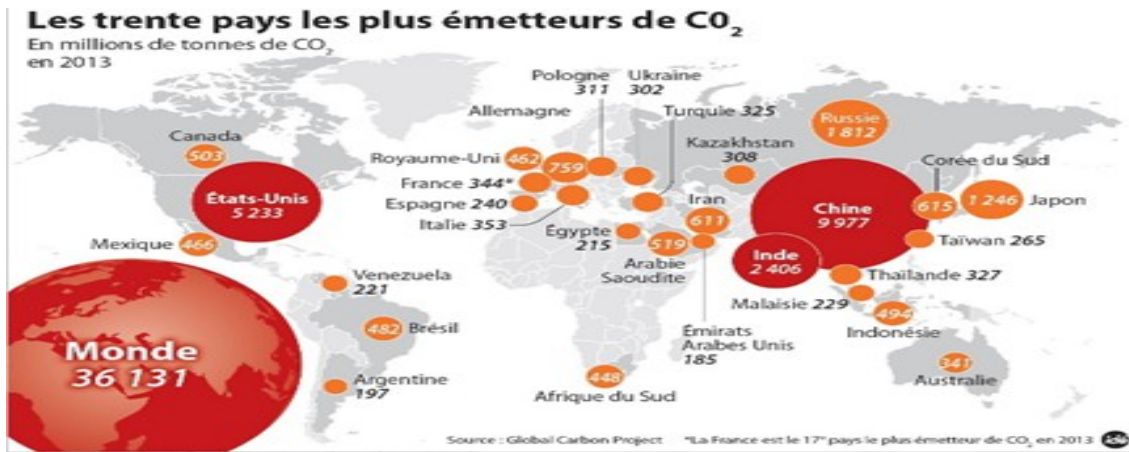 Les trente pays les plus émetteurs de C0₂
En millions de tonnes de CO₂
en 2013
Pologne
311
Ukraine
302
Allemagne
759
Turquie 325
Russie
1 812
Canada
503
Royaume-Uni 462
Kazakhstan
308
Corée du Sud
615
États-Unis
5 233
France 344*
Espagne 240
Italie 353
Iran
611
Chine
9 977
1 246 Japon
Mexique 466
Égypte
215
519
Arabie
Saoudite
Inde
2 406
Taïwan 265
Venezuela
221
Thaïlande 327
Malaisie 229
494
Indonésie
482 Brésil
Émirats
Arabes Unis
185
Monde
36 131
Argentine
197
448
Afrique du Sud
341
Australie
Source : Global Carbon Project
*La France est le 17ᵉ pays le plus émetteur de CO₂ en 2013
idé